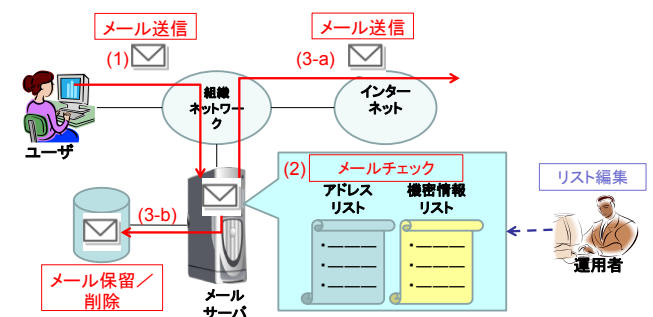 メール送信
メール送信
(1)
(3-a)
組織
ネットワー
ク
インター
ネット
ユーザ
(2)
メールチェック
アドレス
リスト
機密情報
リスト
リスト編集
(3-b)
運用者
メール保留／
削除
メール
サーバ